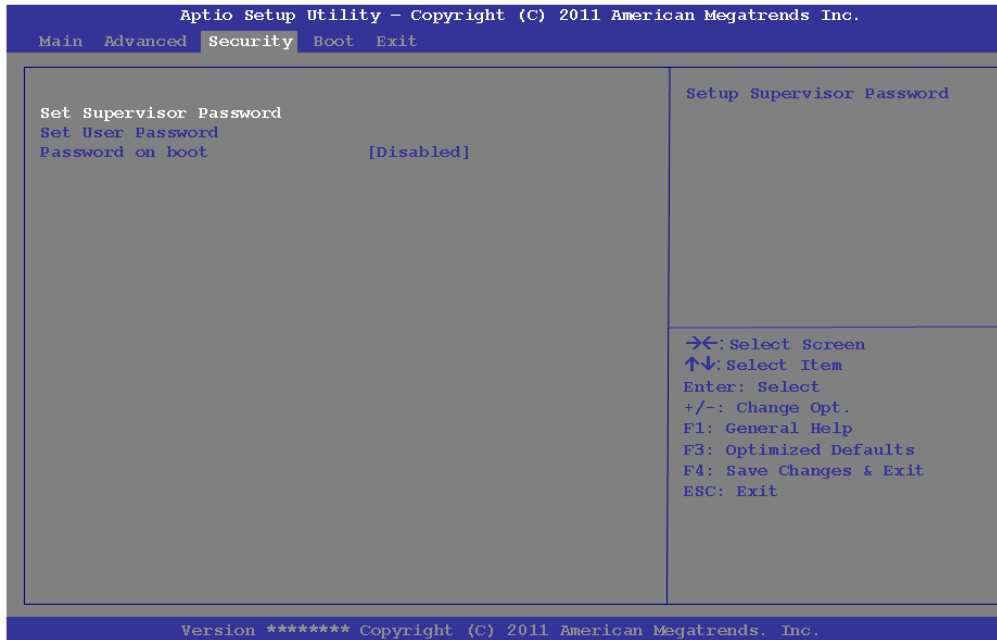 Aptio Setup Utility – Copyright (C) 2011 American Megatrends Inc.
Main Advanced Security Boot Exit
Set Supervisor Password
Set User Password
Password on boot [Disabled]
Setup Supervisor Password
→←: Select Screen
↑↓: Select Item
Enter: Select
+/-: Change Opt.
F1: General Help
F3: Optimized Defaults
F4: Save Changes & Exit
ESC: Exit
Version ******** Copyright (C) 2011 American Megatrends. Inc.